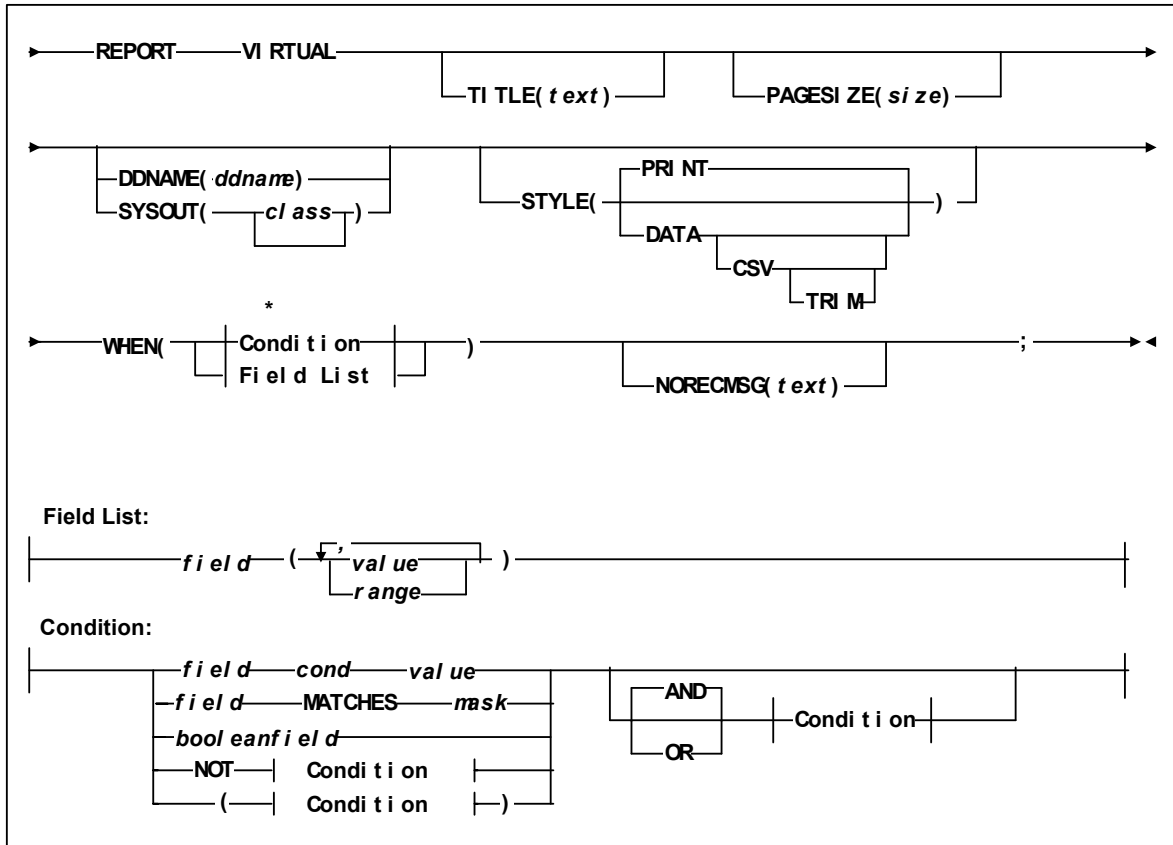 REPORT VIRTUAL
TITLE(text) PAGESIZE(size)
DDNAME(ddname) PRINT
SYSOUT( class ) STYLE( )
DATA
CSV
TRIM
*
WHEN( Condition ) ;
Field List
NORECMSG(text)
Field List:
field ( , value )
range
Condition:
field cond value
field MATCHES mask AND
booleanfield Condition
OR
NOT Condition
( Condition )